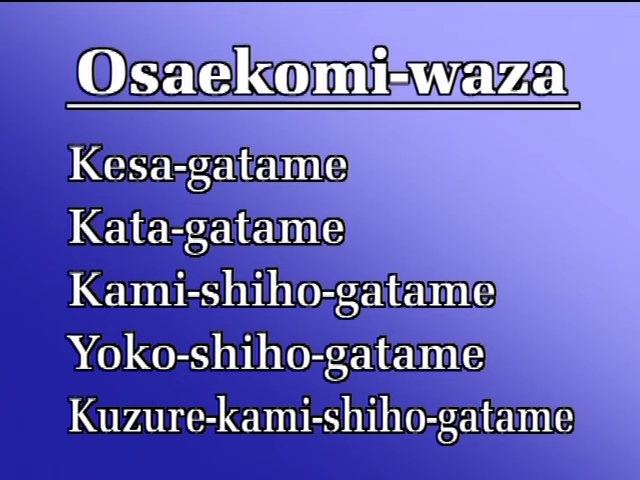 Osaekomi-waza
Kesa-gatame
Kata-gatame
Kami-shiho-gatame
Yoko-shiho-gatame
Kuzure-kami-shiho-gatame